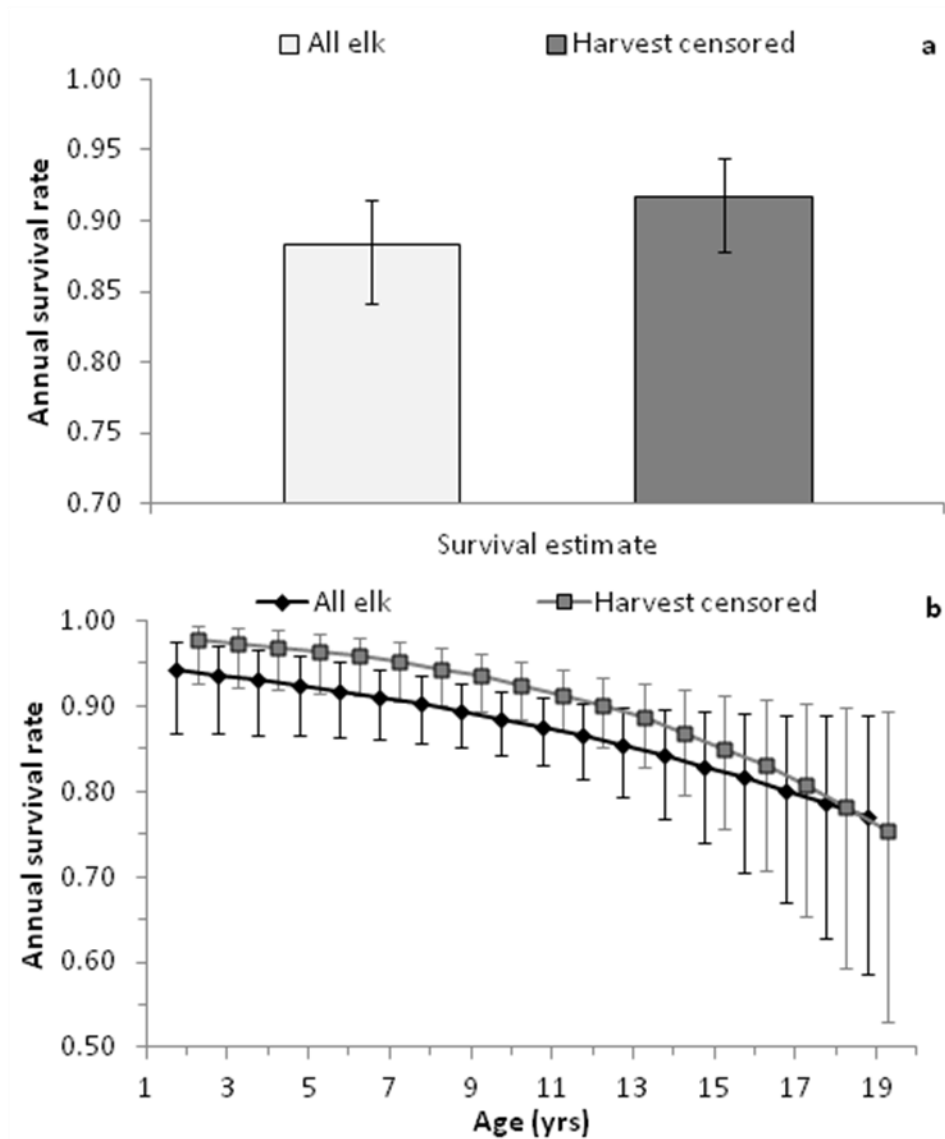 All elk Harvest censored a
1.00
0.95
0.90
0.85
0.80
0.75
0.70
Annual survival rate
Survival estimate
All elk Harvest censored b
1.00
0.90
0.80
0.70
0.60
0.50
Annual survival rate
1 3 5 7 9 11 13 15 17 19
Age (yrs)